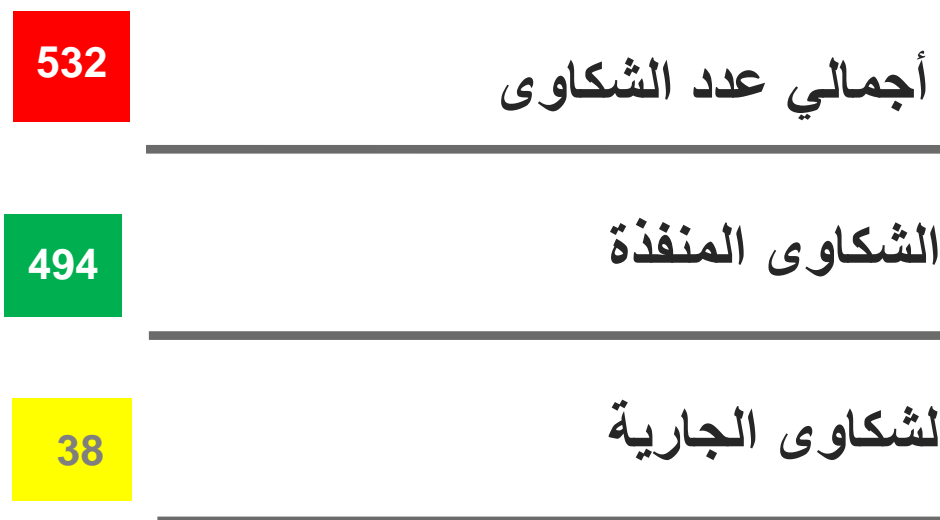 أجمالي عدد الشكاوى 532
الشكاوى المنفذة 494
لشكاوى الجارية 38